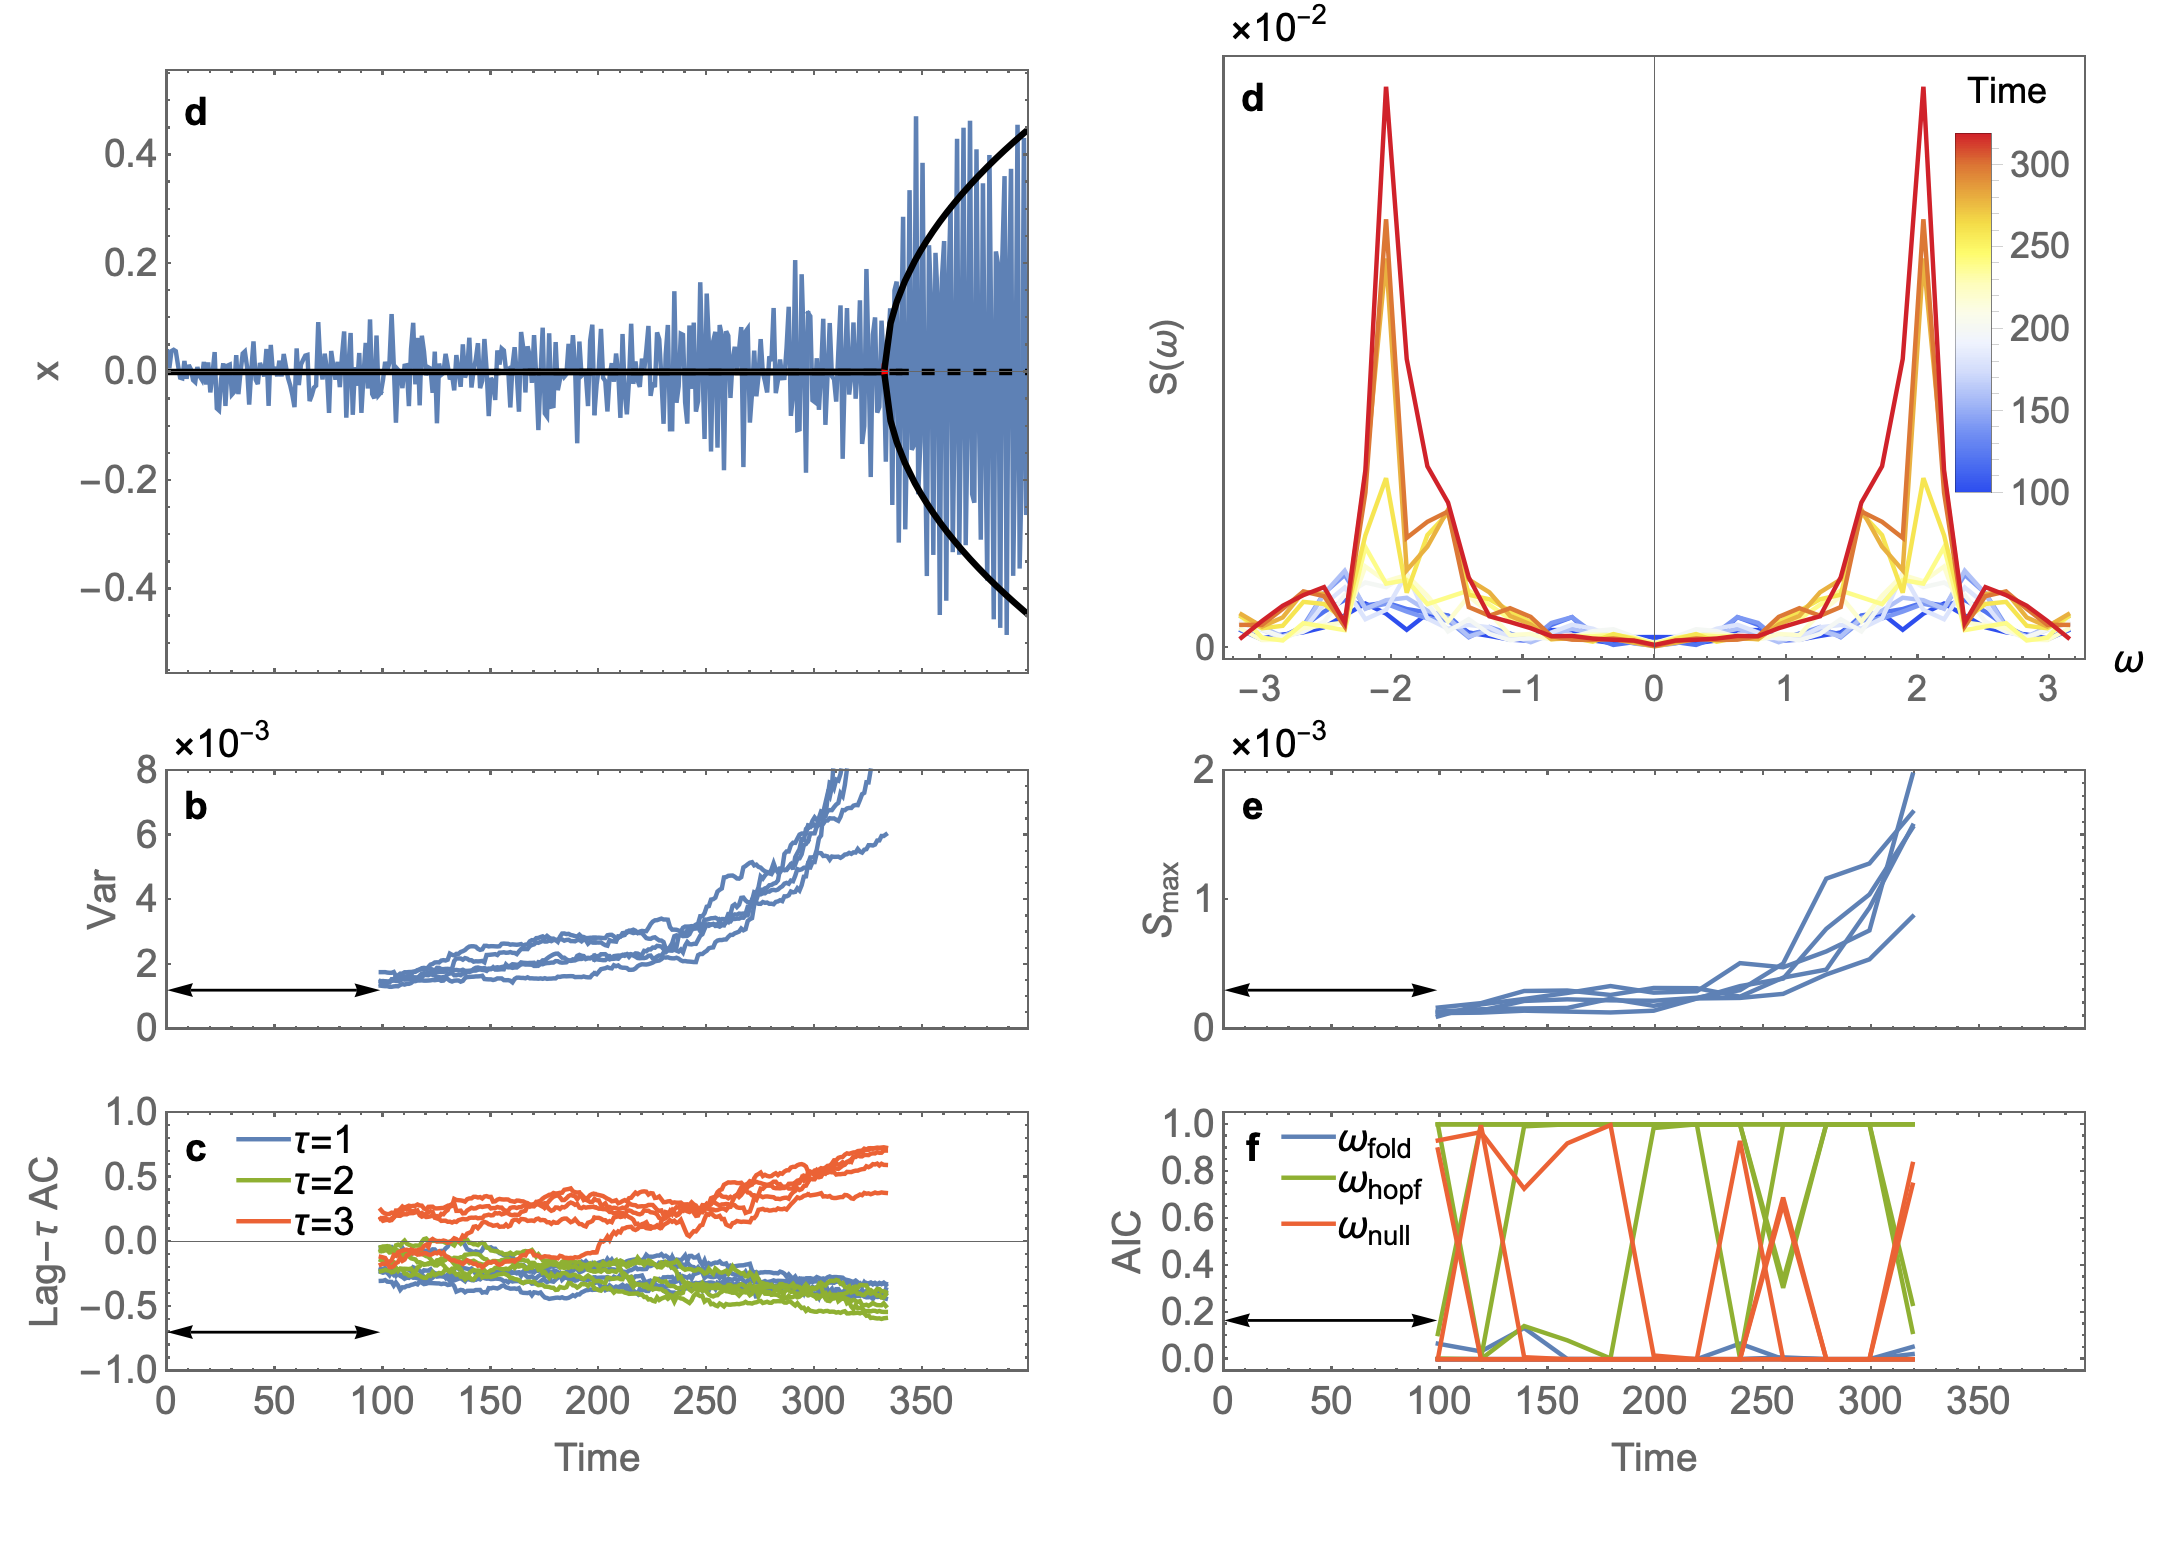 d
0.4
0.2
0.0
−0.2
−0.4
x
×10⁻²
d
Time
300
250
200
150
100
S(ω)
0
−3 −2 −1 0 1 2 3
ω
×10⁻³
b
8
6
4
2
0
Var
×10⁻³
e
2
1
0
Smax
c
τ=1
τ=2
τ=3
1.0
0.5
0.0
−0.5
−1.0
Lag−τ AC
0 50 100 150 200 250 300 350
Time
f
ωfold
ωhopf
ωnull
1.0
0.8
0.6
0.4
0.2
0.0
AIC
0 50 100 150 200 250 300 350
Time